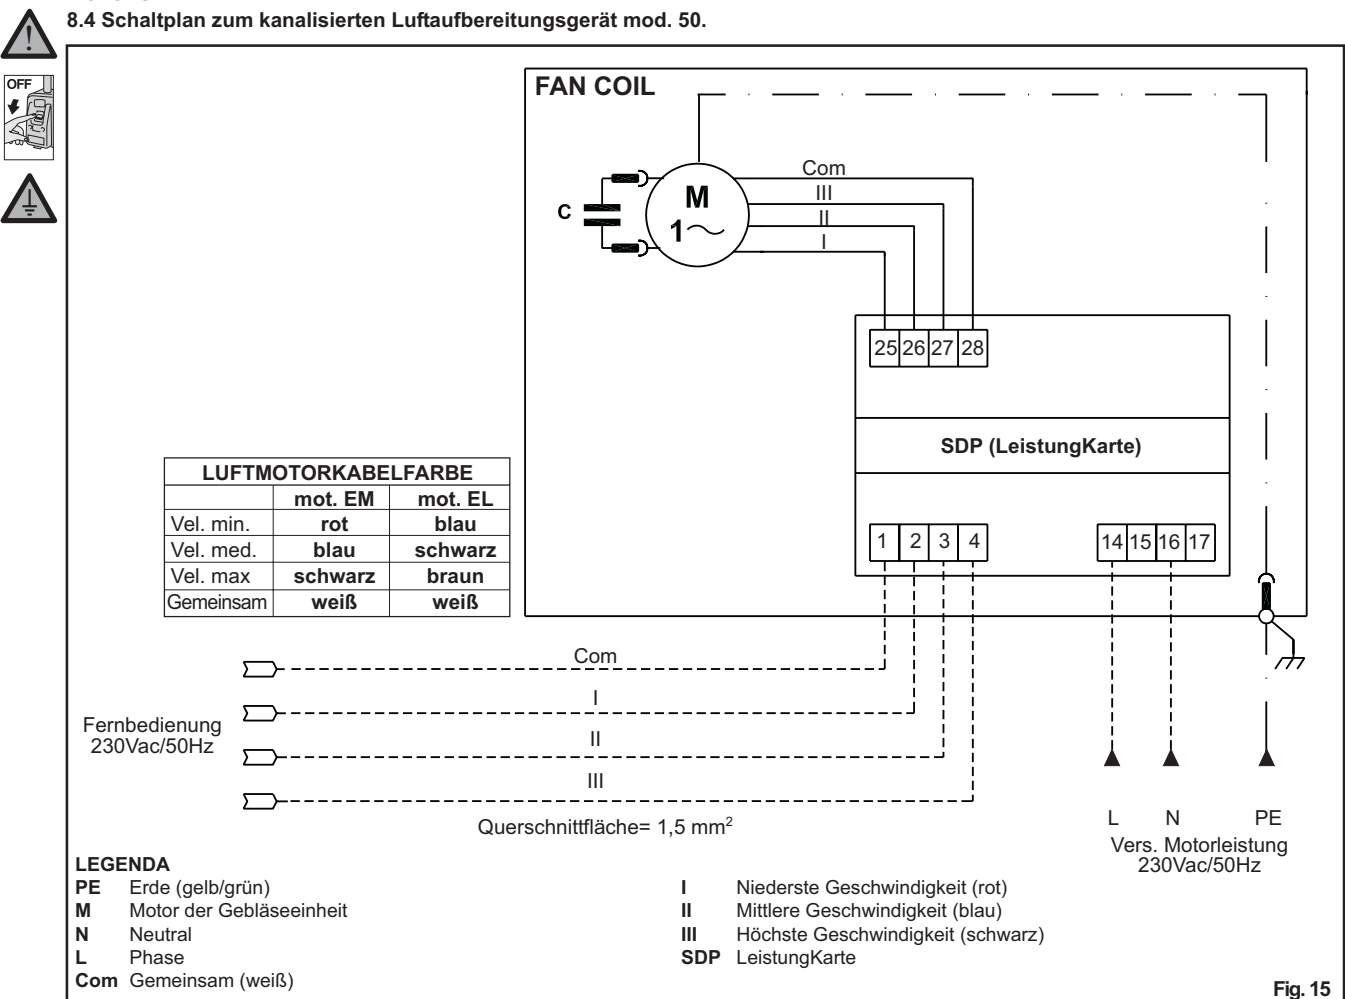 8.4 Schaltplan zum kanalisierten Luftaufbereitungsgerät mod. 50.
OFF
FAN COIL
Com
III
II
I
C
M
1~
25 26 27 28
SDP (LeistungKarte)
1 2 3 4
14 15 16 17
LUFTMOTORKABELFARBE
mot. EM mot. EL
Vel. min. rot blau
Vel. med. blau schwarz
Vel. max schwarz braun
Gemeinsam weiß weiß
Com
I
II
III
Fernbedienung
230Vac/50Hz
Querschnittfläche= 1,5 mm²
L N PE
Vers. Motorleistung
230Vac/50Hz
LEGENDA
PE Erde (gelb/grün)
M Motor der Gebläseeinheit
N Neutral
L Phase
Com Gemeinsam (weiß)
I Niederste Geschwindigkeit (rot)
II Mittlere Geschwindigkeit (blau)
III Höchste Geschwindigkeit (schwarz)
SDP LeistungKarte
Fig. 15